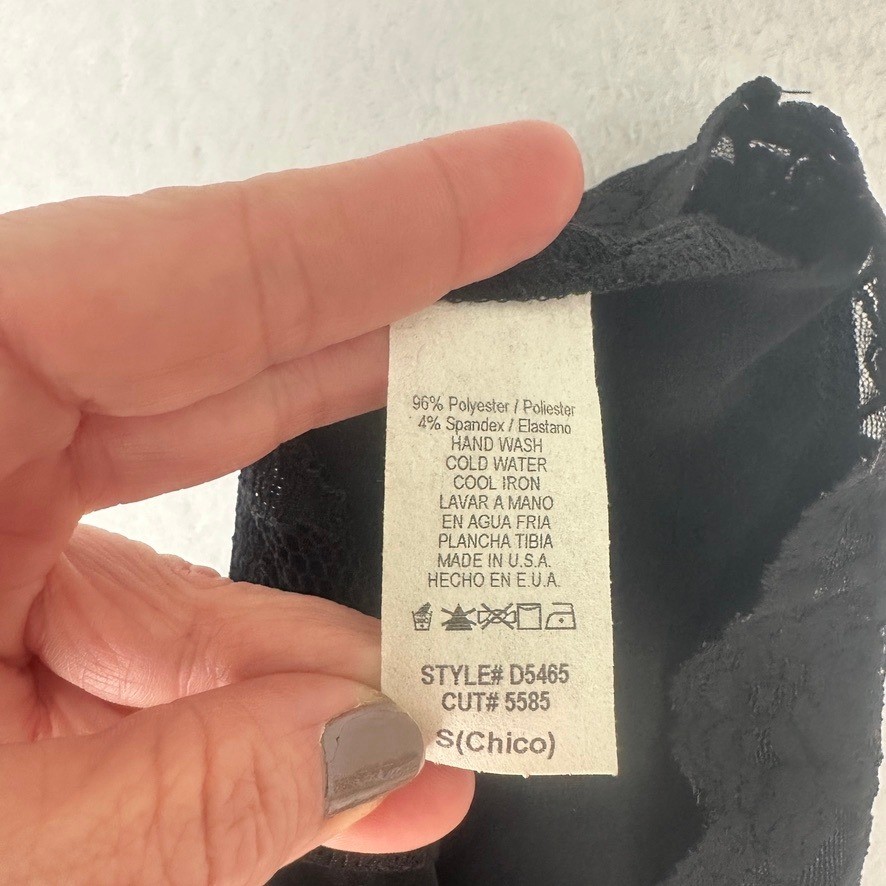 96% Polyester / Poliester
4% Spandex / Elastano
HAND WASH
COLD WATER
COOL IRON
LAVAR A MANO
EN AGUA FRIA
PLANCHA TIBIA
MADE IN U.S.A.
HECHO EN E.U.A.
STYLE# D5465
CUT# 5585
S(Chico)